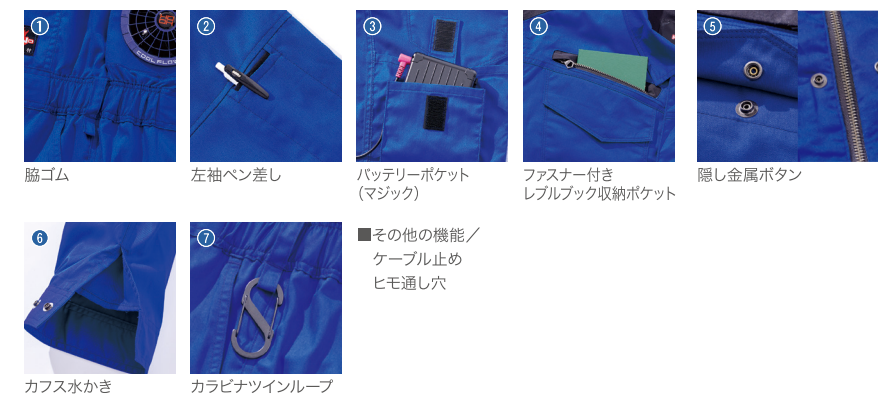 ①
脇ゴム
②
左袖ペン差し
③
バッテリーポケット
（マジック）
④
ファスナー付き
レブルブック収納ポケット
⑤
隠し金属ボタン
⑥
カフス水かき
⑦
カラビナツインループ
■その他の機能／
ケーブル止め
ヒモ通し穴
COOL FLOW